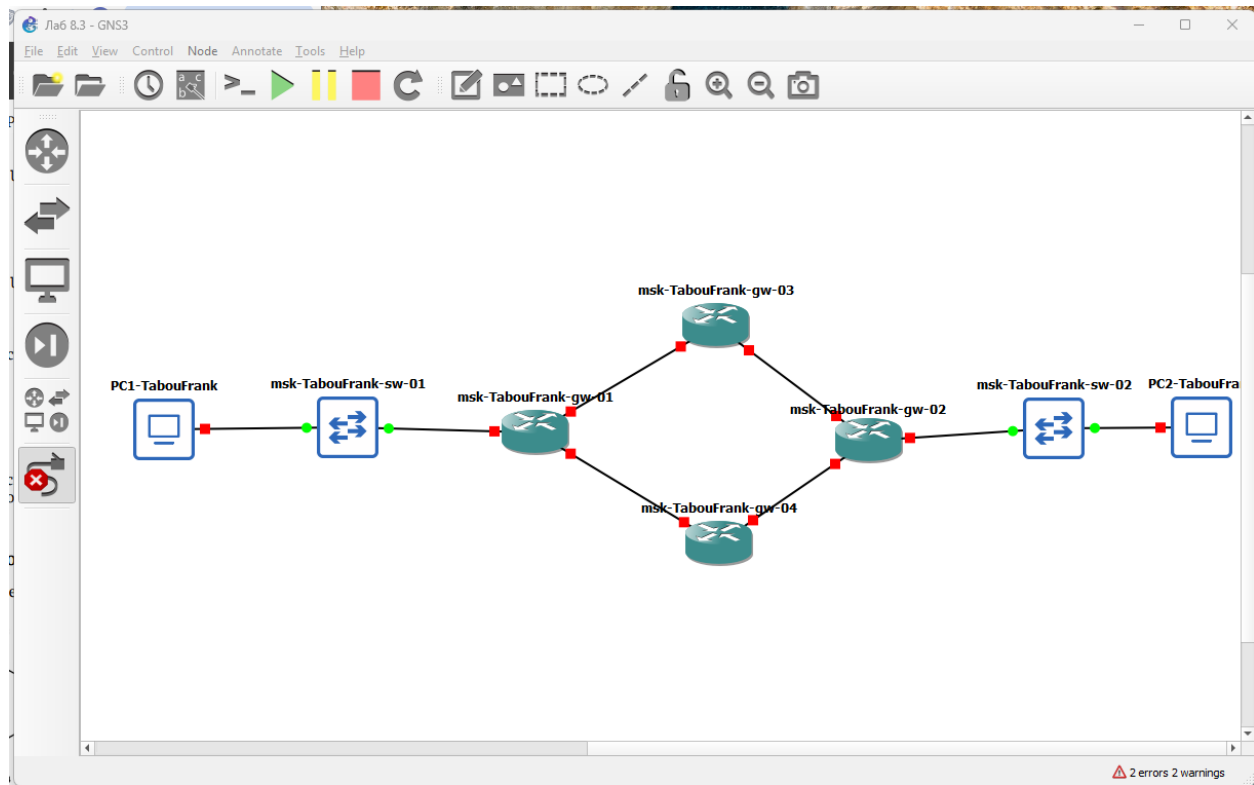 Лаб 8.3 - GNS3
File Edit View Control Node Annotate Tools Help
msk-TabouFrank-gw-03
PC1-TabouFrank
msk-TabouFrank-sw-01
msk-TabouFrank-gw-01
msk-TabouFrank-gw-02
msk-TabouFrank-sw-02
PC2-TabouFra
msk-TabouFrank-gw-04
2 errors 2 warnings